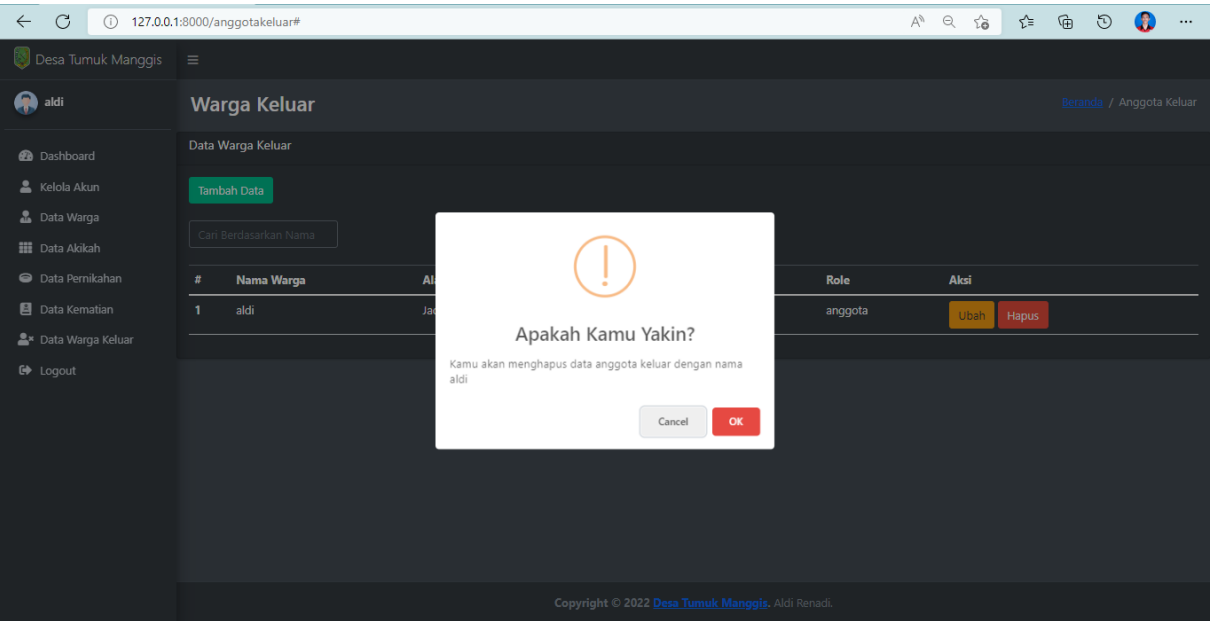 127.0.0.1:8000/anggotakeluar#
Desa Tumuk Manggis
aldi
Warga Keluar
Beranda / Anggota Keluar
Data Warga Keluar
Dashboard
Kelola Akun
Data Warga
Data Akikah
Data Pernikahan
Data Kematian
Data Warga Keluar
Logout
Tambah Data
Cari Berdasarkan Nama
# Nama Warga Role Aksi
1 aldi anggota Ubah Hapus
Apakah Kamu Yakin?
Kamu akan menghapus data anggota keluar dengan nama
aldi
Cancel OK
Copyright © 2022 Desa Tumuk Manggis. Aldi Renadi.